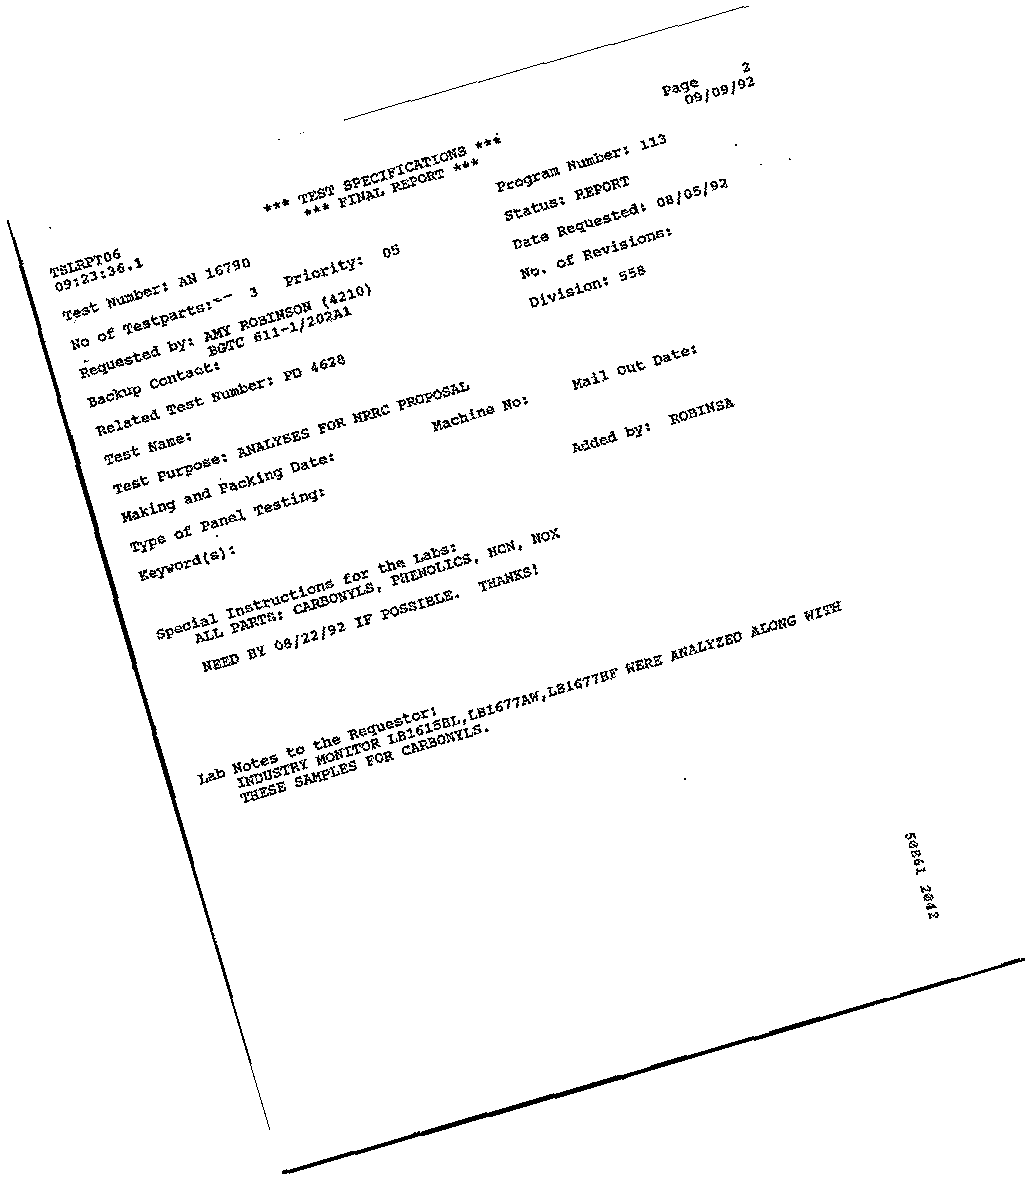 Page 2
09/09/92
*** TEST SPECIFICATIONS ***
*** FINAL REPORT ***
TSLRPT06
09:23:36.1
Test Number: AN 16790 Program Number: 113
No of Testparts: 3 Priority: 05 Status: REPORT
Requested by: AMY ROBINSON (4210) Date Requested: 08/05/92
BGTC 611-1/202A1
Backup Contact: No. of Revisions:
Related Test Number: PD 4628 Division: 558
Test Name:
Test Purpose: ANALYSES FOR NRRC PROPOSAL
Making and Packing Date: Machine No: Mail Out Date:
Type of Panel Testing:
Keyword(s): Added by: ROBINSA
Special Instructions for the Labs:
ALL PARTS: CARBONYLS, PHENOLICS, HCN, NOX
NEED BY 08/22/92 IF POSSIBLE. THANKS!
Lab Notes to the Requestor:
INDUSTRY MONITOR LB1615BL,LB1677AW,LB1677BF WERE ANALYZED ALONG WITH
THESE SAMPLES FOR CARBONYLS.
50861 2042